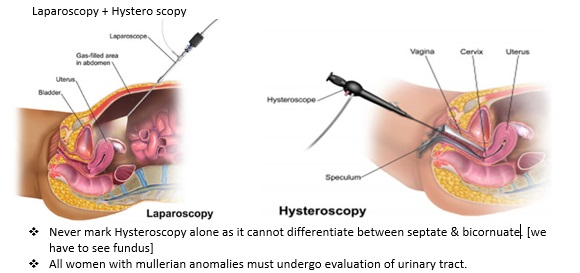 Laparoscopy + Hystero scopy
Laparoscope
Gas-filled area
in abdomen
Uterus
Bladder
Laparoscopy
Vagina Cervix Uterus
Hysteroscope
Speculum
Hysteroscopy
❖ Never mark Hysteroscopy alone as it cannot differentiate between septate & bicornuate. [we
have to see fundus]
❖ All women with mullerian anomalies must undergo evaluation of urinary tract.